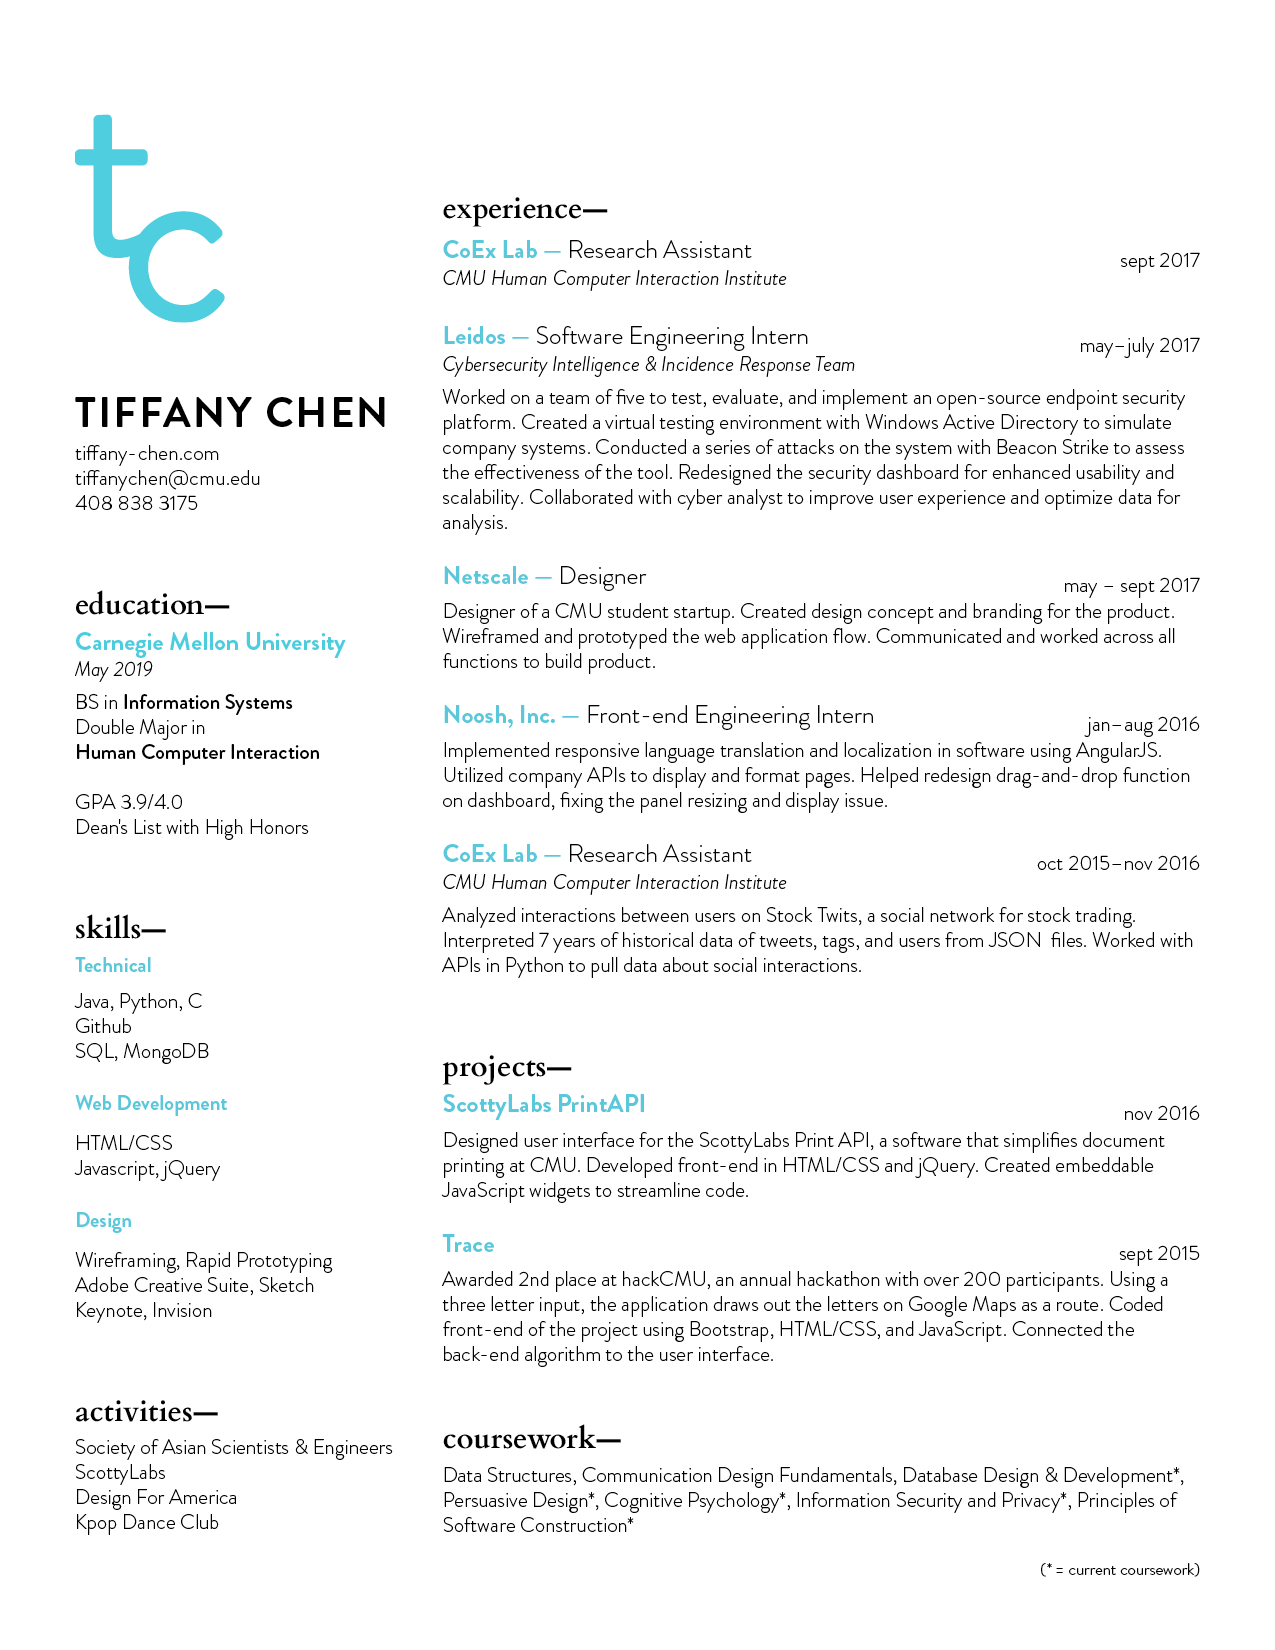 tc
TIFFANY CHEN
tiffany-chen.com
tiffanychen@cmu.edu
408 838 3175
education—
Carnegie Mellon University
May 2019
BS in Information Systems
Double Major in
Human Computer Interaction
GPA 3.9/4.0
Dean's List with High Honors
skills—
Technical
Java, Python, C
Github
SQL, MongoDB
Web Development
HTML/CSS
Javascript, jQuery
Design
Wireframing, Rapid Prototyping
Adobe Creative Suite, Sketch
Keynote, Invision
activities—
Society of Asian Scientists & Engineers
ScottyLabs
Design For America
Kpop Dance Club
experience—
CoEx Lab — Research Assistant
sept 2017
CMU Human Computer Interaction Institute
Leidos — Software Engineering Intern
may–july 2017
Cybersecurity Intelligence & Incidence Response Team
Worked on a team of five to test, evaluate, and implement an open-source endpoint security
platform. Created a virtual testing environment with Windows Active Directory to simulate
company systems. Conducted a series of attacks on the system with Beacon Strike to assess
the effectiveness of the tool. Redesigned the security dashboard for enhanced usability and
scalability. Collaborated with cyber analyst to improve user experience and optimize data for
analysis.
Netscale — Designer
may – sept 2017
Designer of a CMU student startup. Created design concept and branding for the product.
Wireframed and prototyped the web application flow. Communicated and worked across all
functions to build product.
Noosh, Inc. — Front-end Engineering Intern
jan–aug 2016
Implemented responsive language translation and localization in software using AngularJS.
Utilized company APIs to display and format pages. Helped redesign drag-and-drop function
on dashboard, fixing the panel resizing and display issue.
CoEx Lab — Research Assistant
oct 2015–nov 2016
CMU Human Computer Interaction Institute
Analyzed interactions between users on Stock Twits, a social network for stock trading.
Interpreted 7 years of historical data of tweets, tags, and users from JSON files. Worked with
APIs in Python to pull data about social interactions.
projects—
ScottyLabs PrintAPI
nov 2016
Designed user interface for the ScottyLabs Print API, a software that simplifies document
printing at CMU. Developed front-end in HTML/CSS and jQuery. Created embeddable
JavaScript widgets to streamline code.
Trace
sept 2015
Awarded 2nd place at hackCMU, an annual hackathon with over 200 participants. Using a
three letter input, the application draws out the letters on Google Maps as a route. Coded
front-end of the project using Bootstrap, HTML/CSS, and JavaScript. Connected the
back-end algorithm to the user interface.
coursework—
Data Structures, Communication Design Fundamentals, Database Design & Development*,
Persuasive Design*, Cognitive Psychology*, Information Security and Privacy*, Principles of
Software Construction*
(* = current coursework)